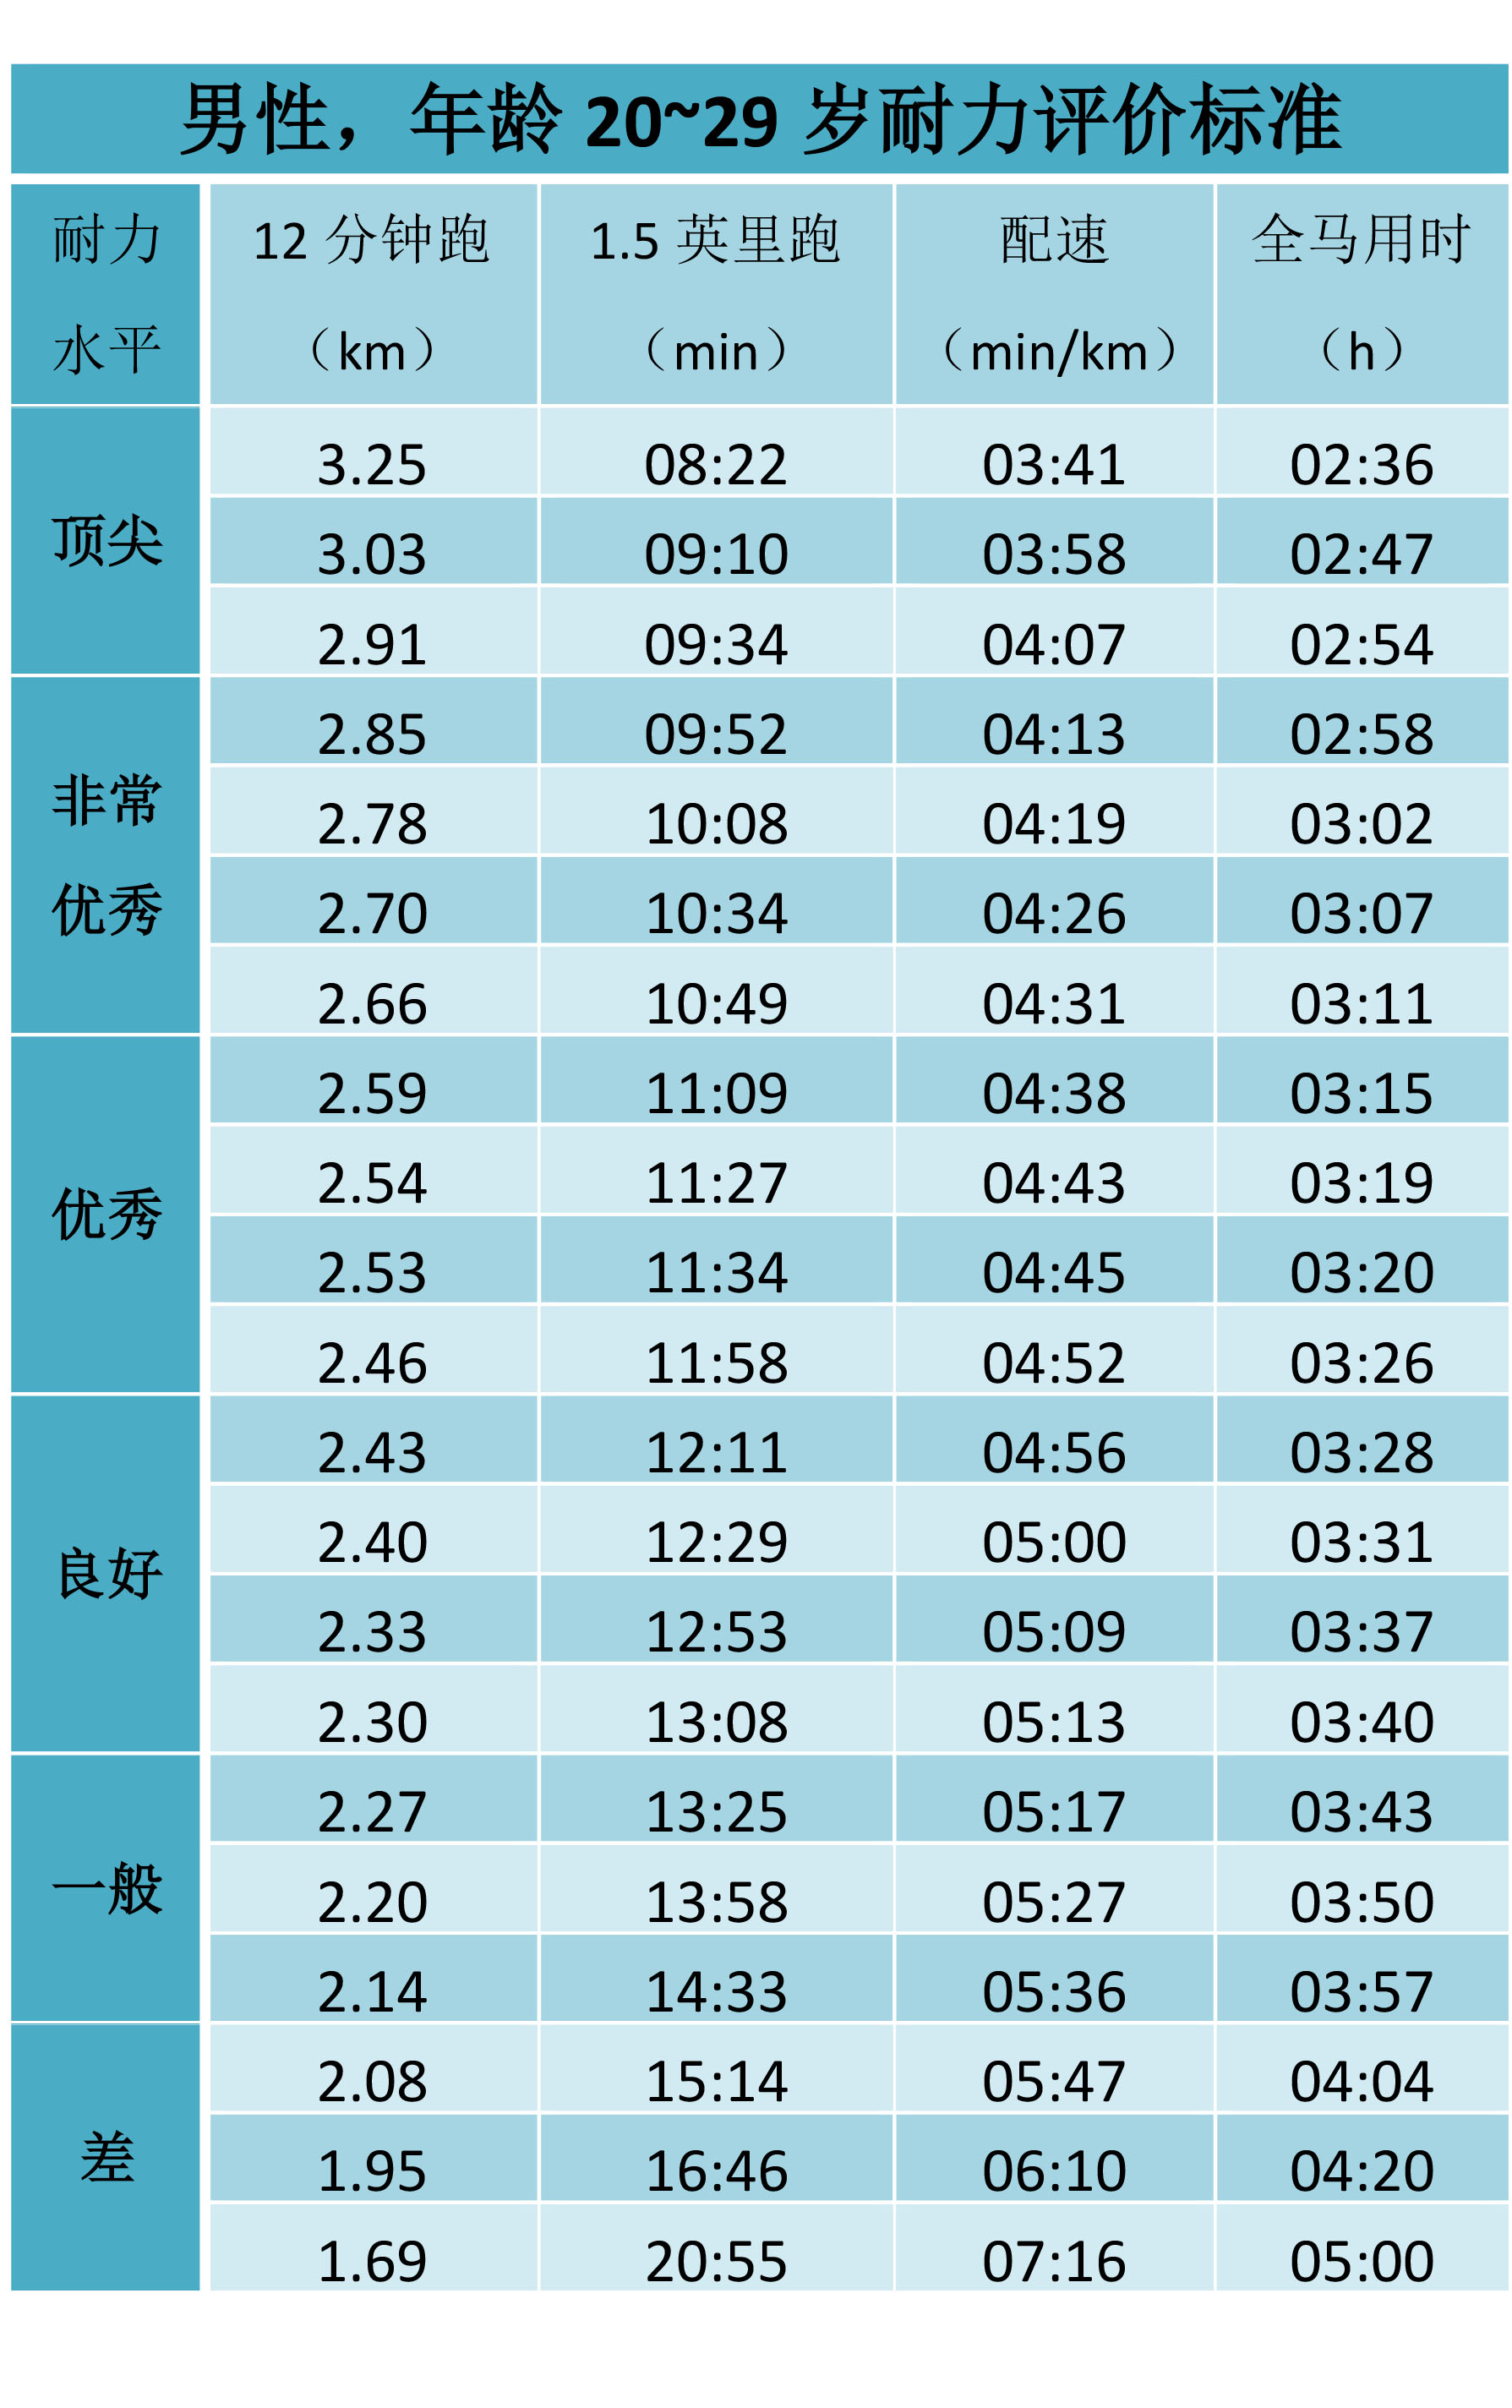 男性，年龄 20~29 岁耐力评价标准
耐力水平 12 分钟跑（km） 1.5 英里跑（min） 配速（min/km） 全马用时（h）
顶尖 3.25 08:22 03:41 02:36
3.03 09:10 03:58 02:47
2.91 09:34 04:07 02:54
非常优秀 2.85 09:52 04:13 02:58
2.78 10:08 04:19 03:02
2.70 10:34 04:26 03:07
2.66 10:49 04:31 03:11
优秀 2.59 11:09 04:38 03:15
2.54 11:27 04:43 03:19
2.53 11:34 04:45 03:20
2.46 11:58 04:52 03:26
良好 2.43 12:11 04:56 03:28
2.40 12:29 05:00 03:31
2.33 12:53 05:09 03:37
2.30 13:08 05:13 03:40
一般 2.27 13:25 05:17 03:43
2.20 13:58 05:27 03:50
2.14 14:33 05:36 03:57
差 2.08 15:14 05:47 04:04
1.95 16:46 06:10 04:20
1.69 20:55 07:16 05:00